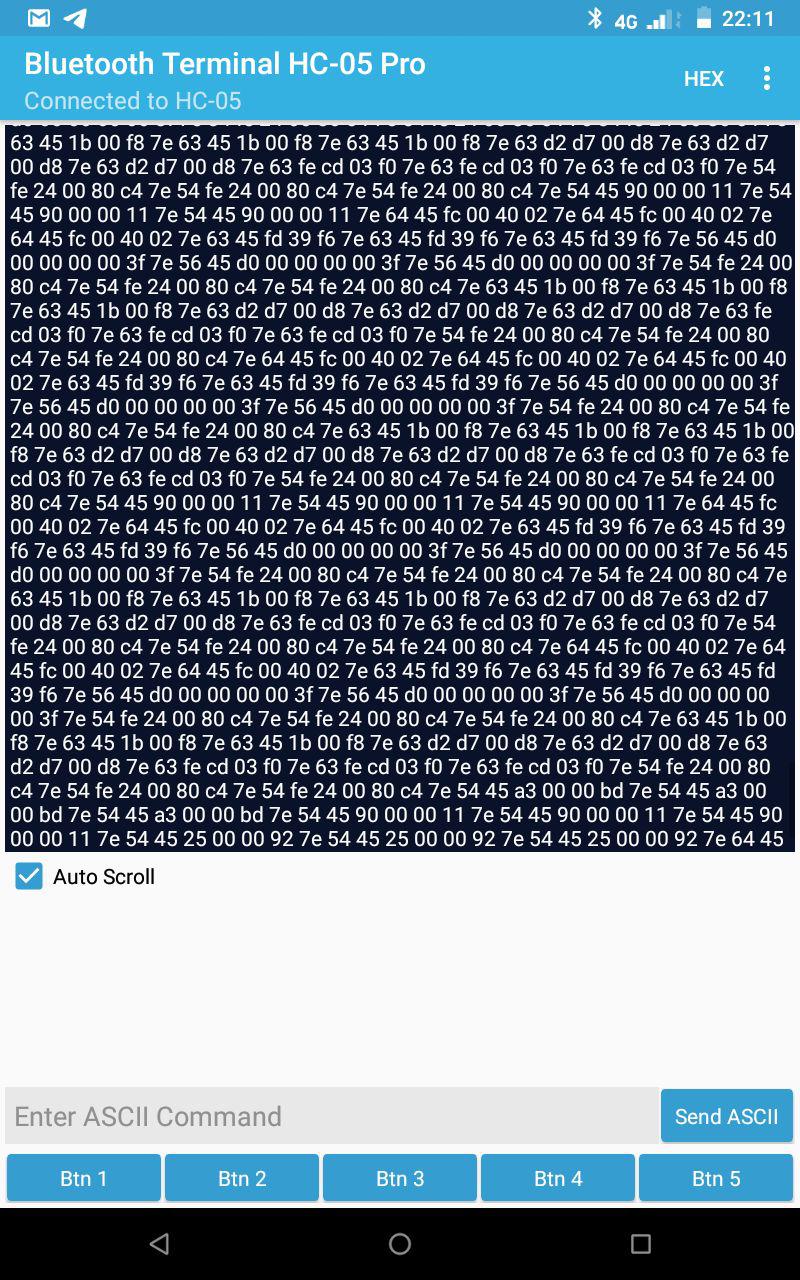 22:11
4G
Bluetooth Terminal HC-05 Pro
Connected to HC-05
HEX
63 45 1b 00 f8 7e 63 45 1b 00 f8 7e 63 45 1b 00 f8 7e 63 d2 d7 00 d8 7e 63 d2 d7
00 d8 7e 63 d2 d7 00 d8 7e 63 fe cd 03 f0 7e 63 fe cd 03 f0 7e 63 fe cd 03 f0 7e 54
fe 24 00 80 c4 7e 54 fe 24 00 80 c4 7e 54 fe 24 00 80 c4 7e 54 45 90 00 00 11 7e 54
45 90 00 00 11 7e 54 45 90 00 00 11 7e 64 45 fc 00 40 02 7e 64 45 fc 00 40 02 7e
64 45 fc 00 40 02 7e 63 45 fd 39 f6 7e 63 45 fd 39 f6 7e 63 45 fd 39 f6 7e 56 45 d0
00 00 00 00 3f 7e 56 45 d0 00 00 00 00 3f 7e 56 45 d0 00 00 00 00 3f 7e 54 fe 24 00
80 c4 7e 54 fe 24 00 80 c4 7e 54 fe 24 00 80 c4 7e 63 45 1b 00 f8 7e 63 45 1b 00 f8
7e 63 45 1b 00 f8 7e 63 d2 d7 00 d8 7e 63 d2 d7 00 d8 7e 63 d2 d7 00 d8 7e 63 fe
cd 03 f0 7e 63 fe cd 03 f0 7e 63 fe cd 03 f0 7e 54 fe 24 00 80 c4 7e 54 fe 24 00 80
c4 7e 54 fe 24 00 80 c4 7e 64 45 fc 00 40 02 7e 64 45 fc 00 40 02 7e 64 45 fc 00 40
02 7e 63 45 fd 39 f6 7e 63 45 fd 39 f6 7e 63 45 fd 39 f6 7e 56 45 d0 00 00 00 00 3f
7e 56 45 d0 00 00 00 00 3f 7e 56 45 d0 00 00 00 00 3f 7e 54 fe 24 00 80 c4 7e 54 fe
24 00 80 c4 7e 54 fe 24 00 80 c4 7e 63 45 1b 00 f8 7e 63 45 1b 00 f8 7e 63 45 1b 00
f8 7e 63 d2 d7 00 d8 7e 63 d2 d7 00 d8 7e 63 d2 d7 00 d8 7e 63 fe cd 03 f0 7e 63 fe
cd 03 f0 7e 63 fe cd 03 f0 7e 54 fe 24 00 80 c4 7e 54 fe 24 00 80 c4 7e 54 fe 24 00
80 c4 7e 54 45 90 00 00 11 7e 54 45 90 00 00 11 7e 54 45 90 00 00 11 7e 64 45 fc
00 40 02 7e 64 45 fc 00 40 02 7e 64 45 fc 00 40 02 7e 63 45 fd 39 f6 7e 63 45 fd 39
f6 7e 63 45 fd 39 f6 7e 56 45 d0 00 00 00 00 3f 7e 56 45 d0 00 00 00 00 3f 7e 56 45
d0 00 00 00 00 3f 7e 54 fe 24 00 80 c4 7e 54 fe 24 00 80 c4 7e 54 fe 24 00 80 c4 7e
63 45 1b 00 f8 7e 63 45 1b 00 f8 7e 63 45 1b 00 f8 7e 63 d2 d7 00 d8 7e 63 d2 d7
00 d8 7e 63 d2 d7 00 d8 7e 63 fe cd 03 f0 7e 63 fe cd 03 f0 7e 63 fe cd 03 f0 7e 54
fe 24 00 80 c4 7e 54 fe 24 00 80 c4 7e 54 fe 24 00 80 c4 7e 64 45 fc 00 40 02 7e 64
45 fc 00 40 02 7e 64 45 fc 00 40 02 7e 63 45 fd 39 f6 7e 63 45 fd 39 f6 7e 63 45 fd
39 f6 7e 56 45 d0 00 00 00 00 3f 7e 56 45 d0 00 00 00 00 3f 7e 56 45 d0 00 00 00
00 3f 7e 54 fe 24 00 80 c4 7e 54 fe 24 00 80 c4 7e 54 fe 24 00 80 c4 7e 63 45 1b 00
f8 7e 63 45 1b 00 f8 7e 63 45 1b 00 f8 7e 63 d2 d7 00 d8 7e 63 d2 d7 00 d8 7e 63
d2 d7 00 d8 7e 63 fe cd 03 f0 7e 63 fe cd 03 f0 7e 63 fe cd 03 f0 7e 54 fe 24 00 80
c4 7e 54 fe 24 00 80 c4 7e 54 fe 24 00 80 c4 7e 54 45 a3 00 00 bd 7e 54 45 a3 00
00 bd 7e 54 45 a3 00 00 bd 7e 54 45 90 00 00 11 7e 54 45 90 00 00 11 7e 54 45 90
00 00 11 7e 54 45 25 00 00 92 7e 54 45 25 00 00 92 7e 54 45 25 00 00 92 7e 64 45
Auto Scroll
Enter ASCII Command
Send ASCII
Btn 1
Btn 2
Btn 3
Btn 4
Btn 5